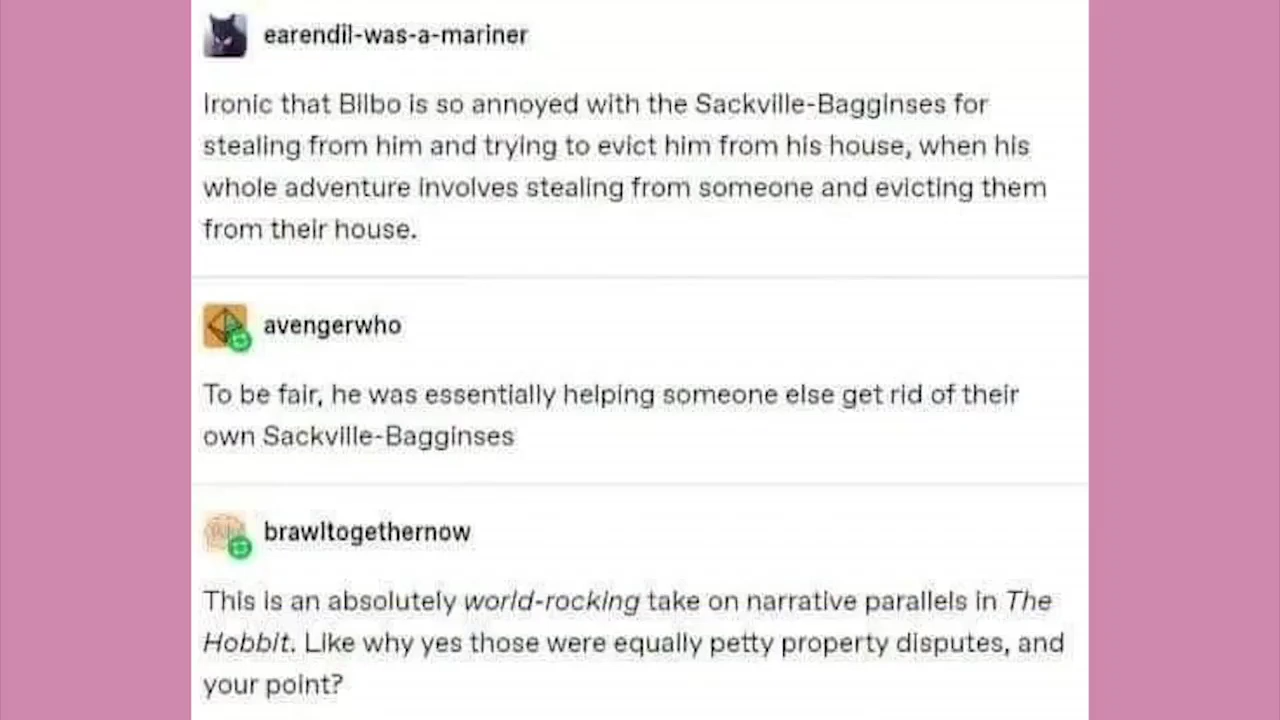 earendil-was-a-mariner
Ironic that Bilbo is so annoyed with the Sackville-Bagginses for
stealing from him and trying to evict him from his house, when his
whole adventure involves stealing from someone and evicting them
from their house.
avengerwho
To be fair, he was essentially helping someone else get rid of their
own Sackville-Bagginses
brawltogethernow
This is an absolutely world-rocking take on narrative parallels in The
Hobbit. Like why yes those were equally petty property disputes, and
your point?